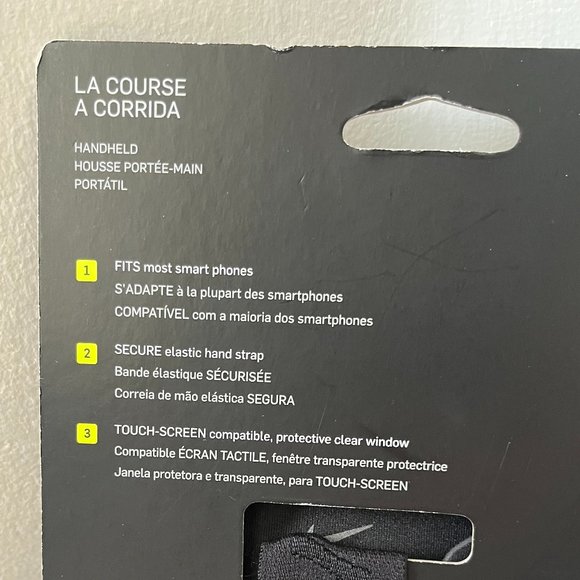 LA COURSE
A CORRIDA
HANDHELD
HOUSSE PORTÉE-MAIN
PORTÁTIL
1 FITS most smart phones
S'ADAPTE à la plupart des smartphones
COMPATÍVEL com a maioria dos smartphones
2 SECURE elastic hand strap
Bande élastique SÉCURISÉE
Correia de mão elástica SEGURA
3 TOUCH-SCREEN compatible, protective clear window
Compatible ÉCRAN TACTILE, fenêtre transparente protectrice
Janela protetora e transparente, para TOUCH-SCREEN